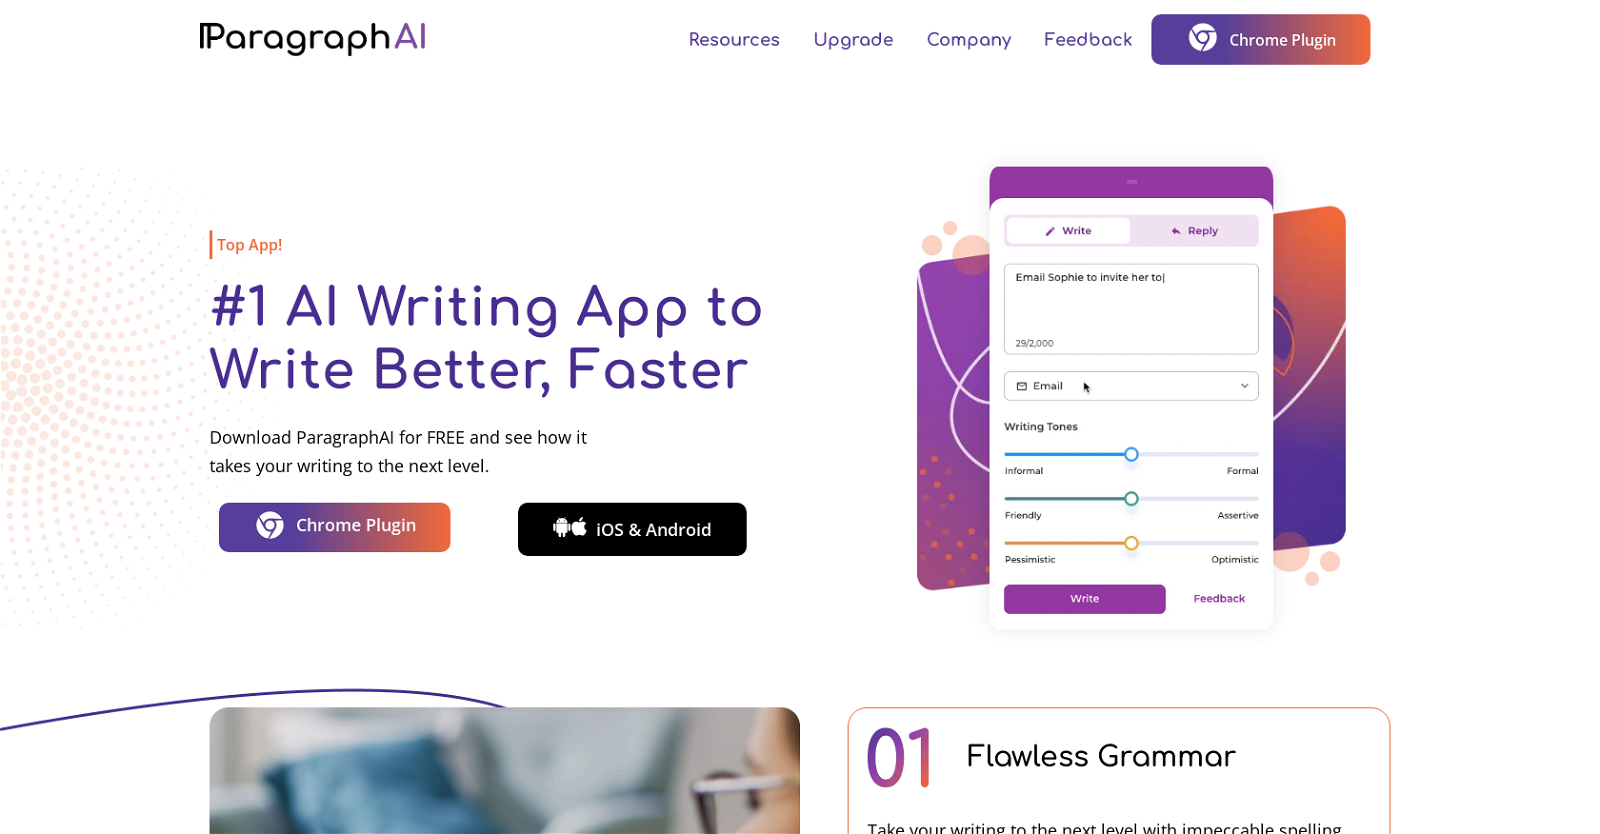 ParagraphAI
Resources
Upgrade
Company
Feedback
Chrome Plugin
Top App!
#1 AI Writing App to
Write Better, Faster
Download ParagraphAI for FREE and see how it
takes your writing to the next level.
Chrome Plugin
iOS & Android
Write
Reply
Email Sophie to invite her to
29/2,000
Email
Writing Tones
Informal
Formal
Friendly
Assertive
Pessimistic
Optimistic
Write
Feedback
01
Flawless Grammar
Take your writing to the next level with impeccable spelling,